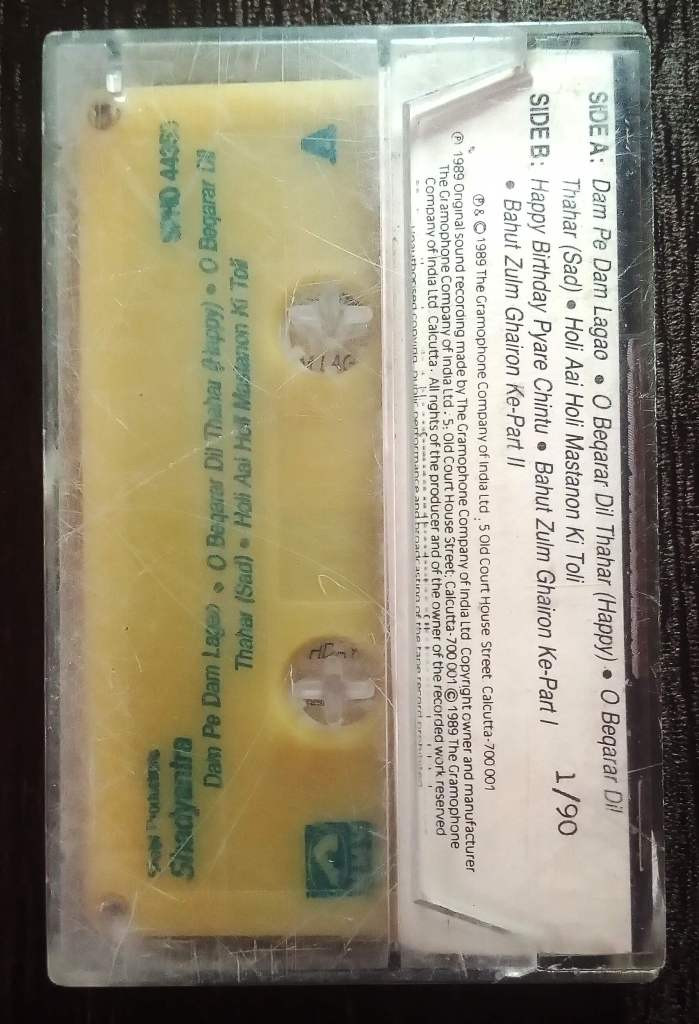 SIDE A: Dam Pe Dam Lagao • O Beqarar Dil Thahar (Happy) • O Beqarar Dil
Thahar (Sad) • Holi Aai Holi Mastanon Ki Toli
SIDE B: Happy Birthday Pyare Chintu • Bahut Zulm Ghairon Ke-Part I
• Bahut Zulm Ghairon Ke-Part II
1/90
℗ & © 1989 The Gramophone Company of India Ltd. 5 Old Court House Street Calcutta-700 001
℗ 1989 Original sound recording made by The Gramophone Company of India Ltd Copyright owner and manufacturer
The Gramophone Company of India Ltd. 5, Old Court House Street, Calcutta-700 001 © 1989 The Gramophone
Company of India Ltd. Calcutta. All rights of the producer and of the owner of the recorded work reserved
A
Shadyantra
Dam Pe Dam Lagao • O Beqarar Dil Thahar (Happy) • O Beqarar Dil
Thahar (Sad) • Holi Aai Holi Mastanon Ki Toli